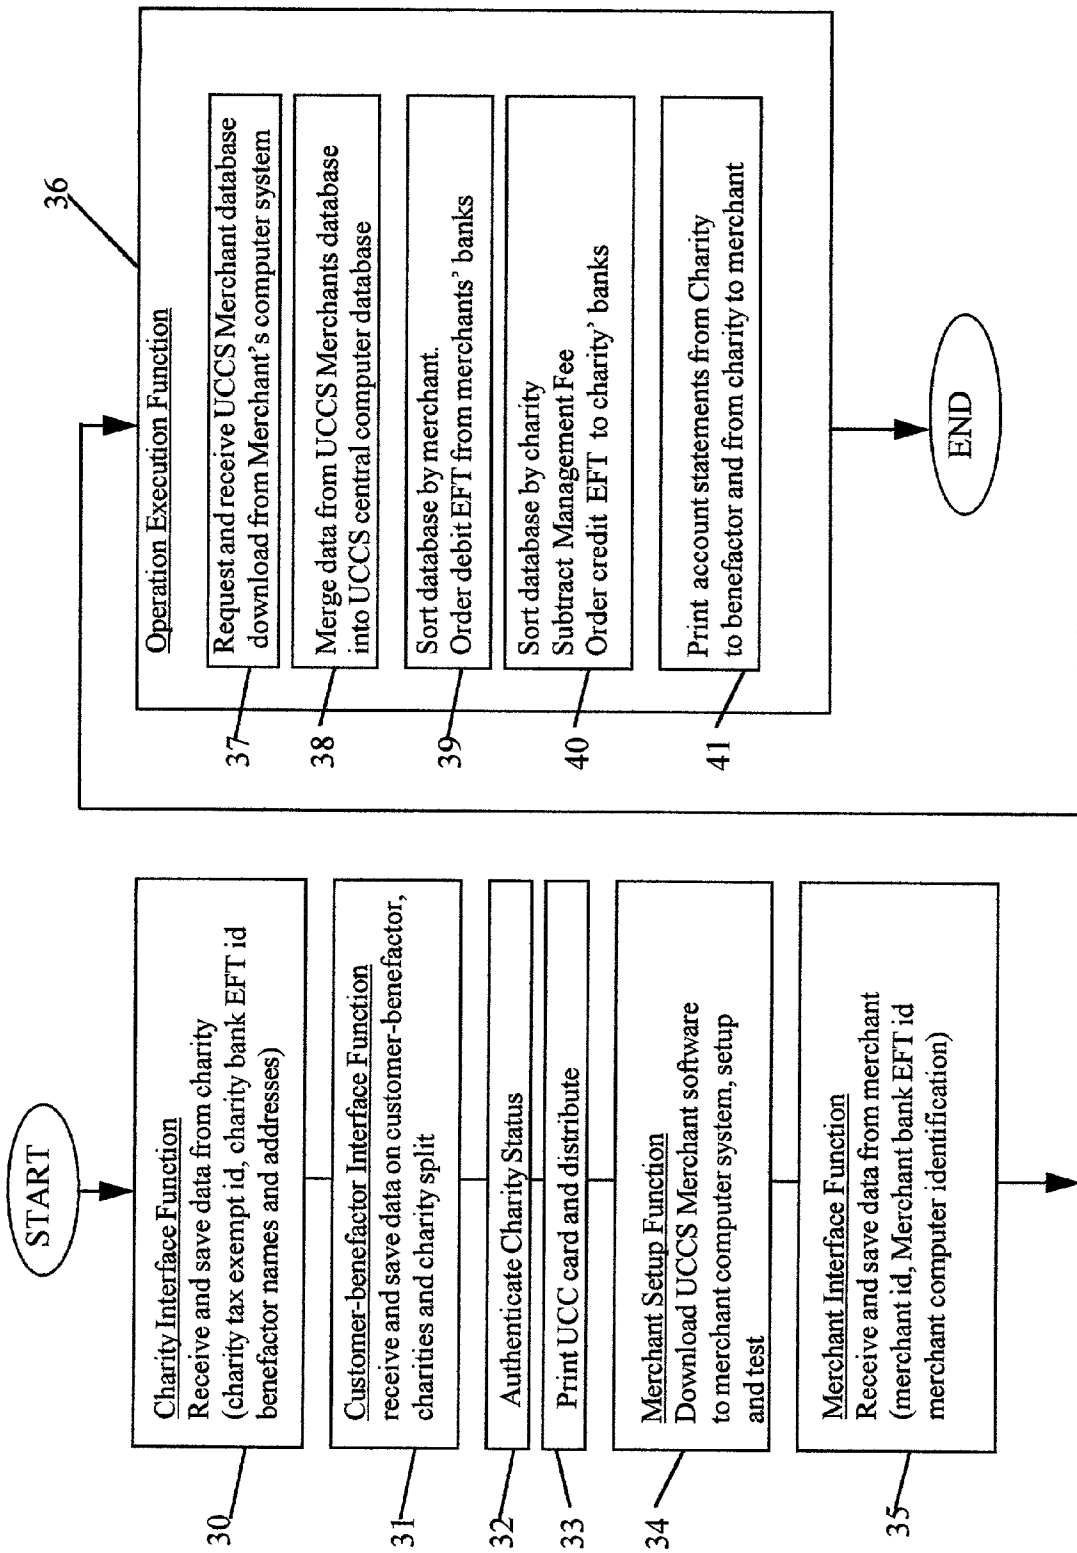 START
30
Charity Interface Function
Receive and save data from charity
(charity tax exempt id, charity bank EFT id
benefactor names and addresses)
31
Customer-benefactor Interface Function
receive and save data on customer-benefactor,
charities and charity split
32
Authenticate Charity Status
33
Print UCC card and distribute
34
Merchant Setup Function
Download UCCS Merchant software
to merchant computer system, setup
and test
35
Merchant Interface Function
Receive and save data from merchant
(merchant id, Merchant bank EFT id
merchant computer identification)
36
Operation Execution Function
37
Request and receive UCCS Merchant database
download from Merchant's computer system
38
Merge data from UCCS Merchants database
into UCCS central computer database
39
Sort database by merchant.
Order debit EFT from merchants' banks
40
Sort database by charity
Subtract Management Fee
Order credit EFT to charity' banks
41
Print account statements from Charity
to benefactor and from charity to merchant
END